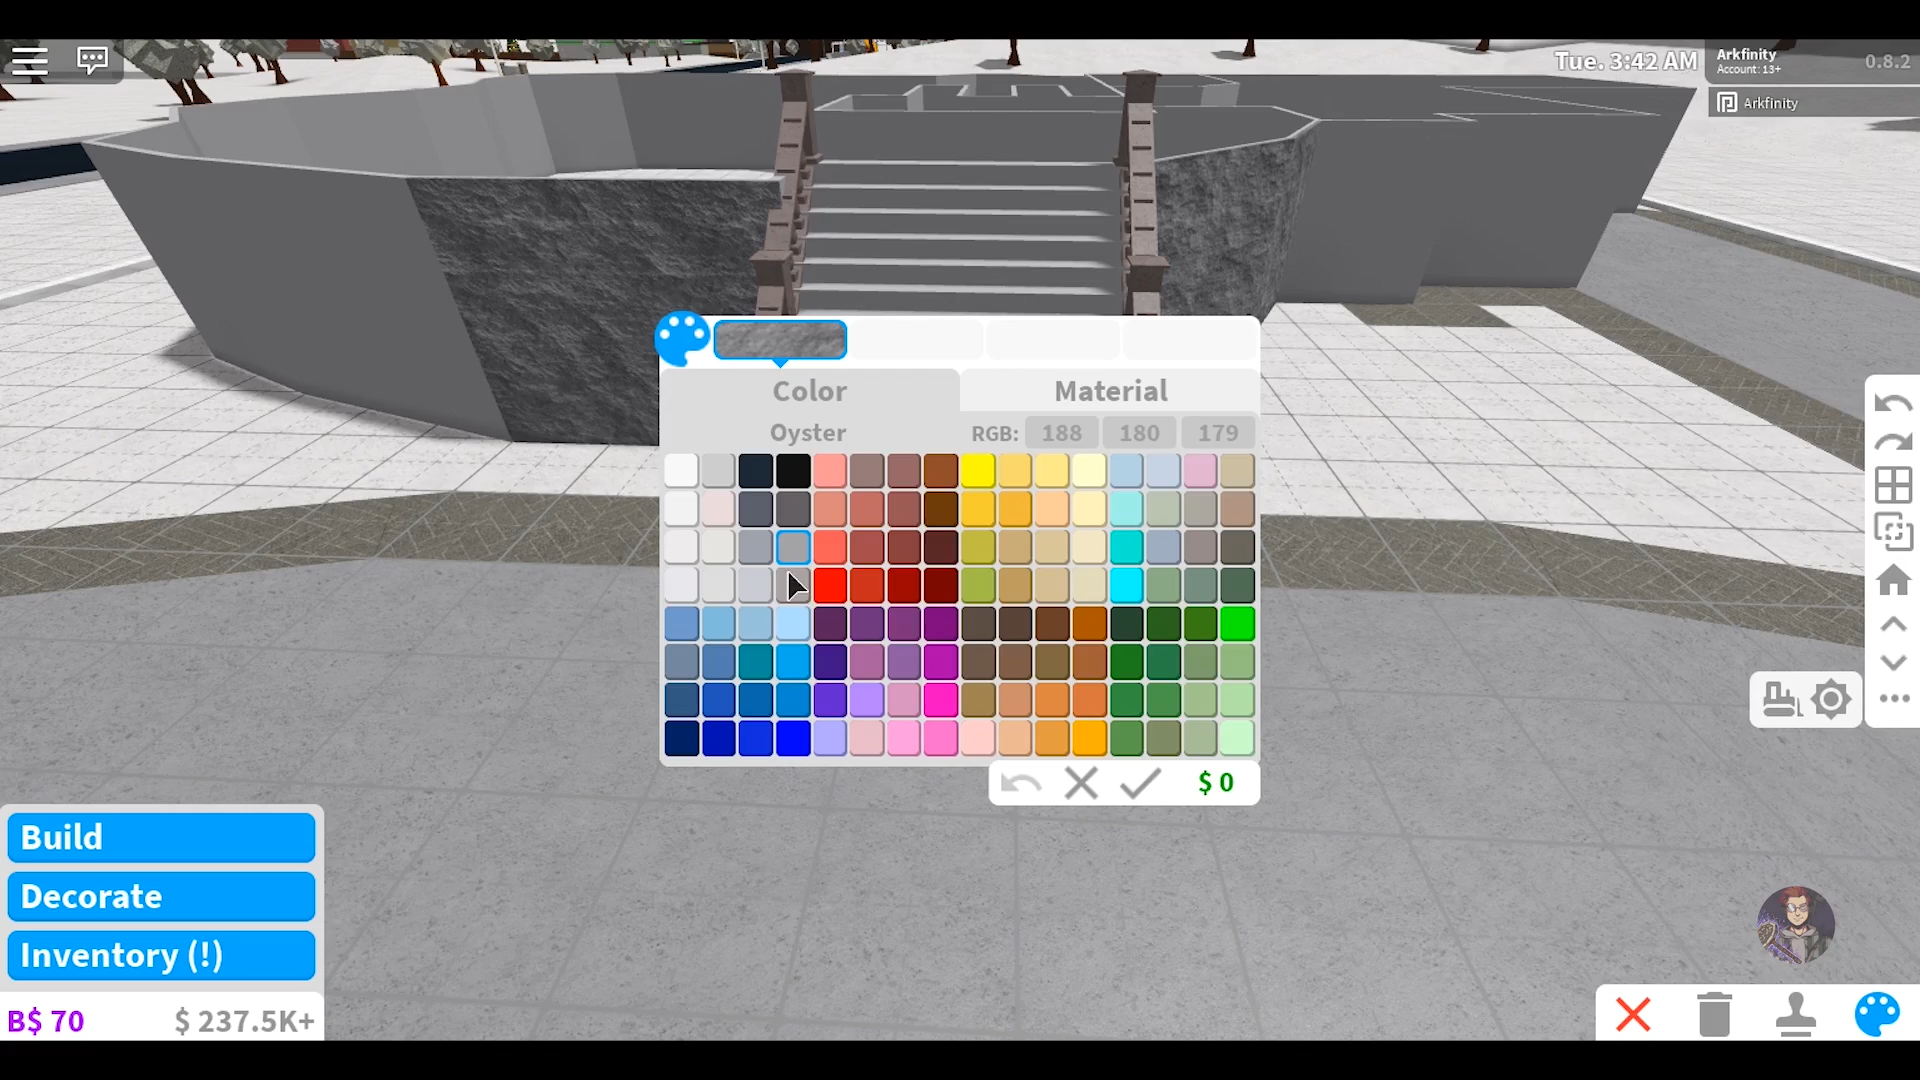 Tue. 3:42 AM
Arkfinity
Account: 13+
0.8.2
Arkfinity
Color
Material
Oyster
RGB: 188 180 179
$ 0
Build
Decorate
Inventory (!)
B$ 70
$ 237.5K+